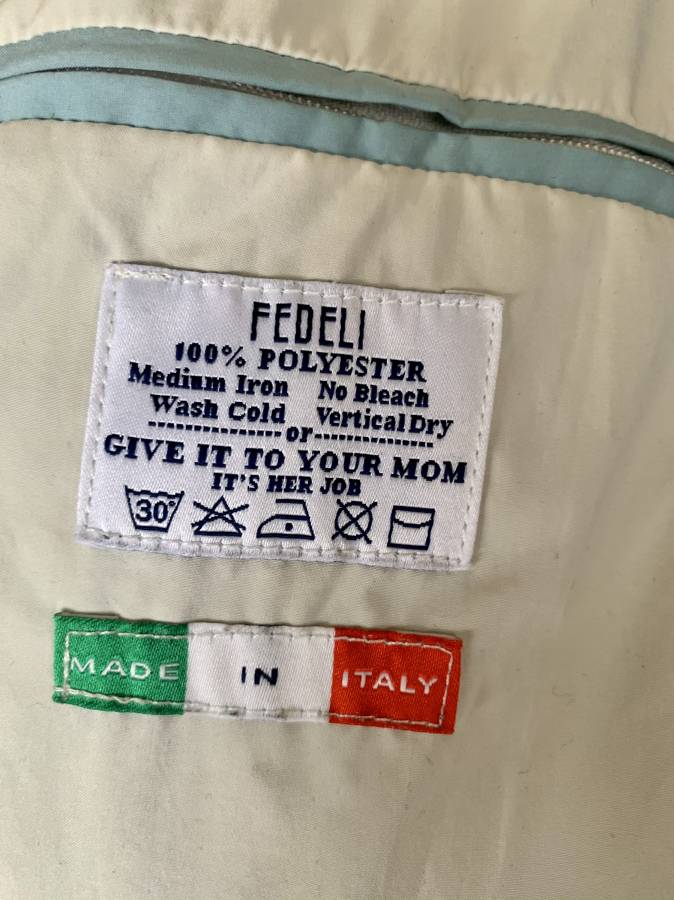 FEDELI
100% POLYESTER
Medium Iron No Bleach
Wash Cold Vertical Dry
----------------or----------------
GIVE IT TO YOUR MOM
IT'S HER JOB
30°
MADE IN ITALY